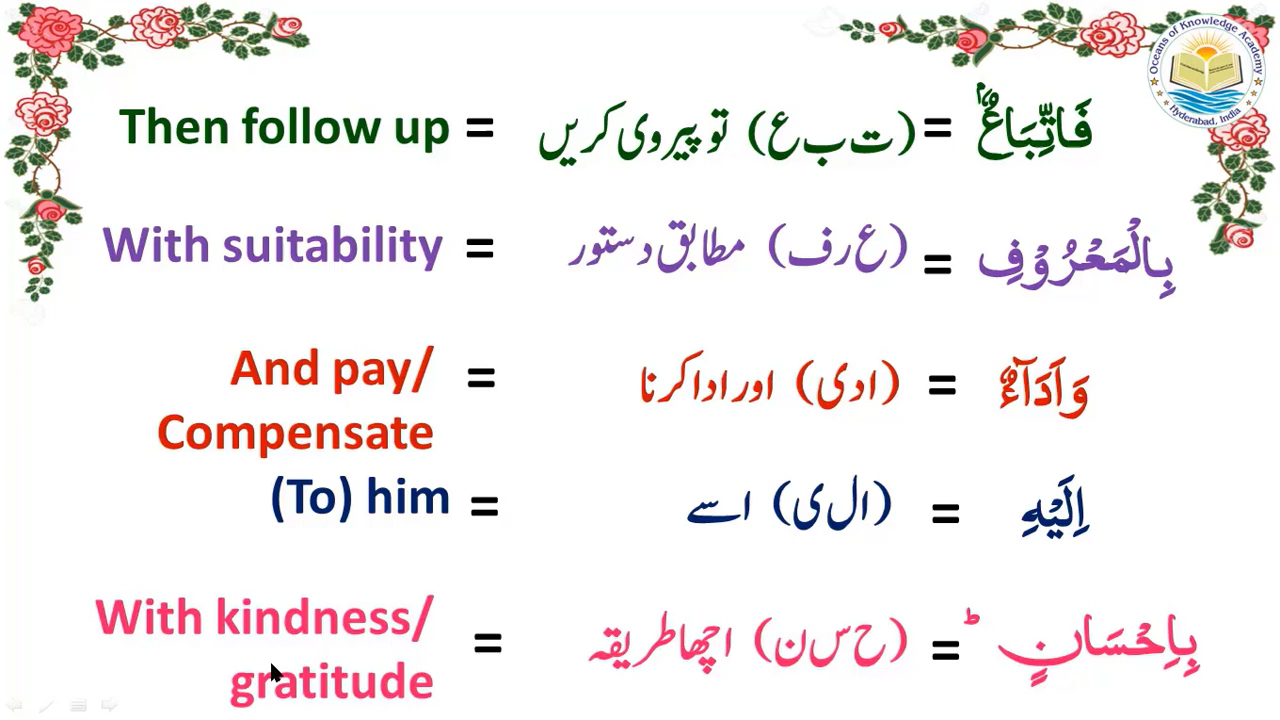 Oceans of Knowledge Academy
Hyderabad, India
فَاتِّبَاعٌۢ = (ت ب ع) تو پیروی کریں = Then follow up
بِالْمَعْرُوْفِ = (ع ر ف) مطابق دستور = With suitability
وَاَدَآءٌ = (ا د ی) اور ادا کرنا = And pay/
Compensate
اِلَيْهِ = (ا ل ی) اسے = (To) him
بِاِحْسَانٍ ؕ = (ح س ن) اچھا طریقہ = With kindness/
gratitude